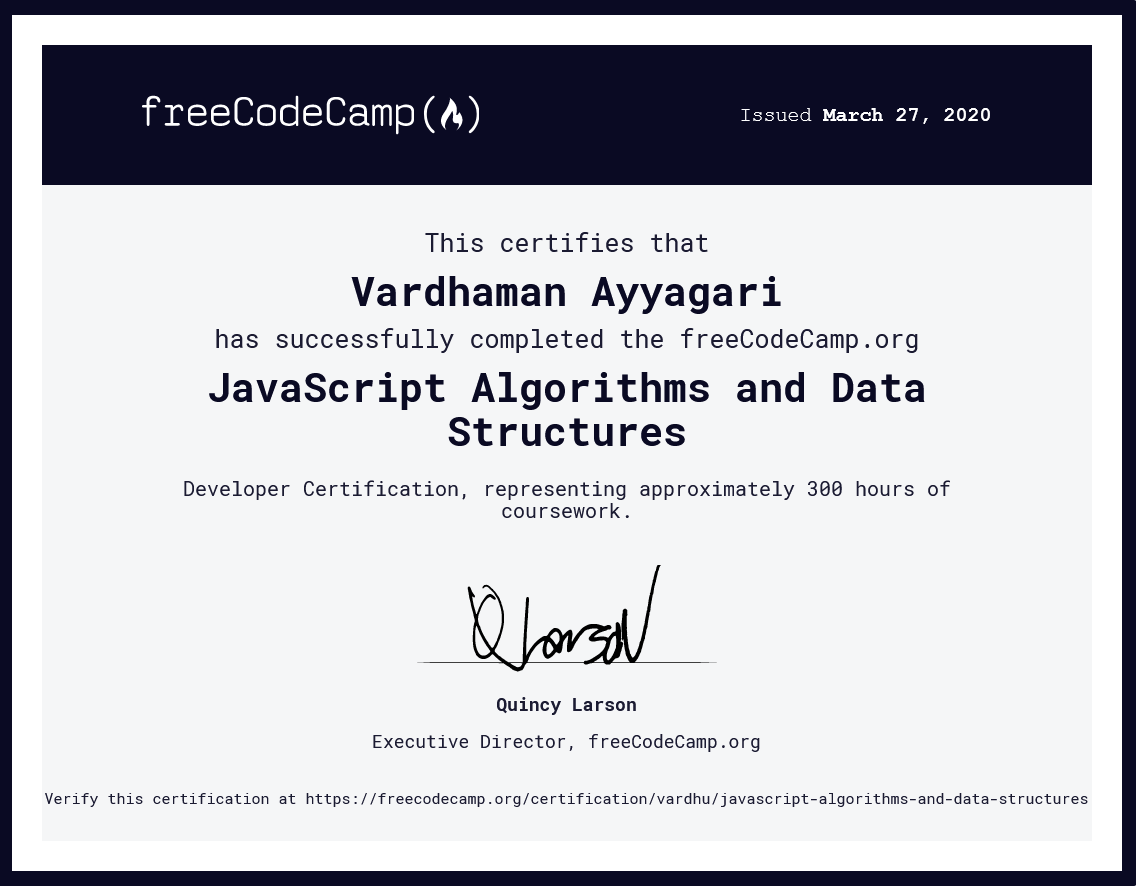 freeCodeCamp(🔥)
Issued March 27, 2020
This certifies that
Vardhaman Ayyagari
has successfully completed the freeCodeCamp.org
JavaScript Algorithms and Data
Structures
Developer Certification, representing approximately 300 hours of
coursework.
Q Larson
Quincy Larson
Executive Director, freeCodeCamp.org
Verify this certification at https://freecodecamp.org/certification/vardhu/javascript-algorithms-and-data-structures